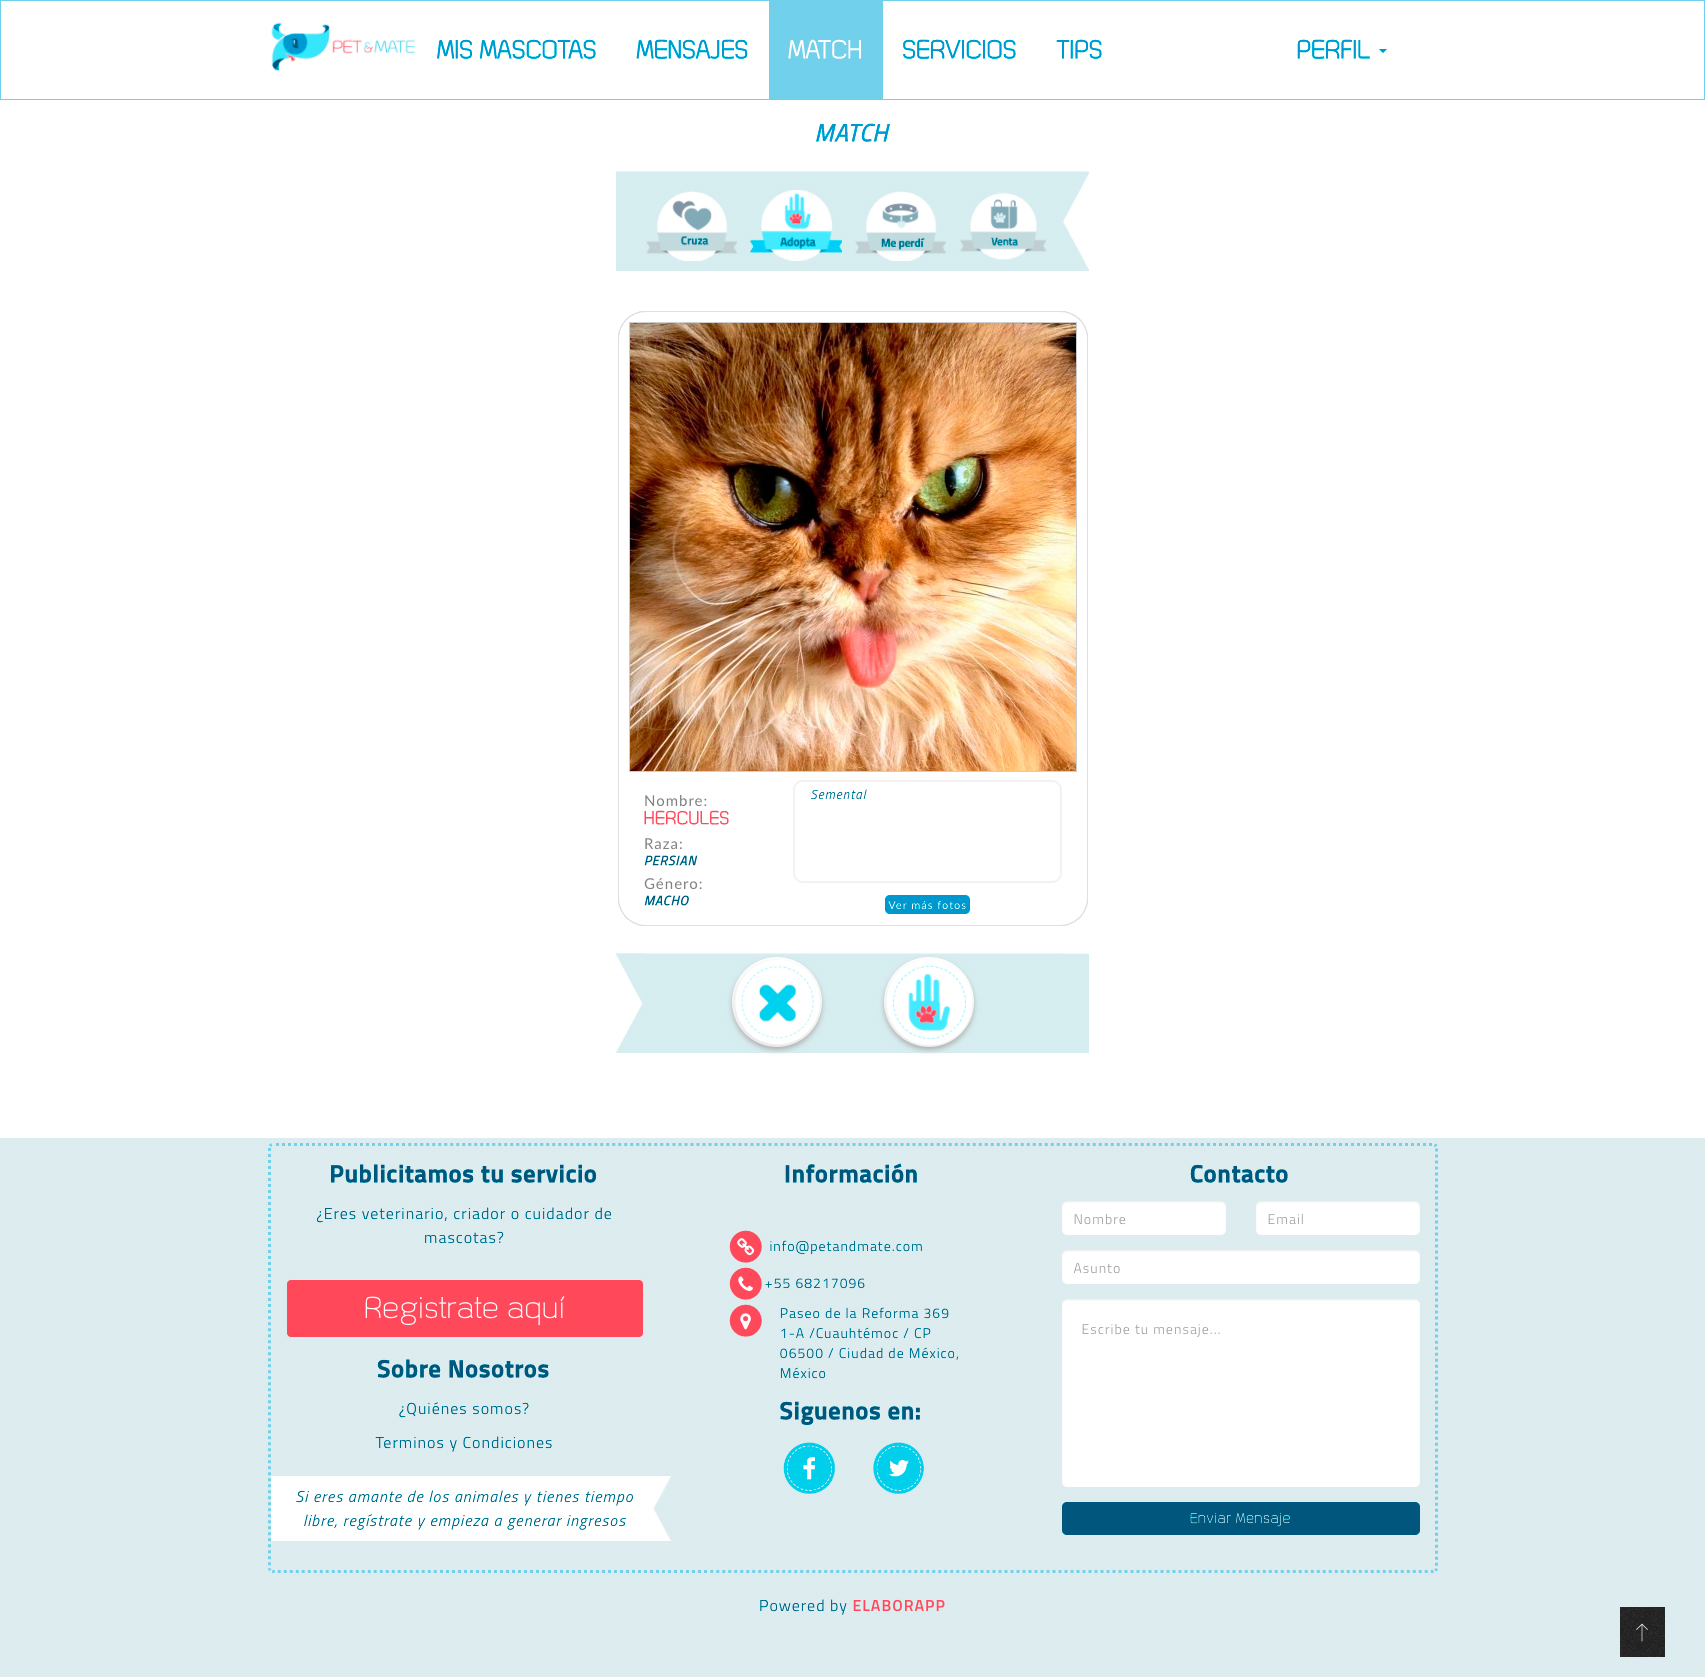 PET & MATE
MIS MASCOTAS
MENSAJES
MATCH
SERVICIOS
TIPS
PERFIL
MATCH
Cruza
Adopta
Me perdí
Venta
Nombre:
HERCULES
Raza:
PERSIAN
Género:
MACHO
Semental
Ver más fotos
Publicitamos tu servicio
¿Eres veterinario, criador o cuidador de
mascotas?
Registrate aquí
Sobre Nosotros
¿Quiénes somos?
Terminos y Condiciones
Si eres amante de los animales y tienes tiempo
libre, regístrate y empieza a generar ingresos
Información
info@petandmate.com
+55 68217096
Paseo de la Reforma 369
1-A /Cuauhtémoc / CP
06500 / Ciudad de México,
México
Siguenos en:
Contacto
Nombre
Email
Asunto
Escribe tu mensaje...
Enviar Mensaje
Powered by ELABORAPP